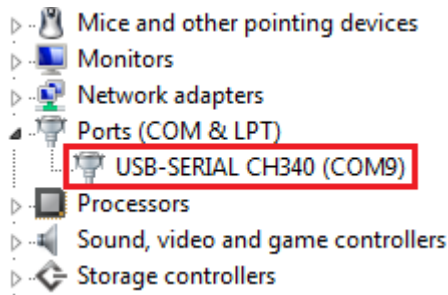 Mice and other pointing devices
Monitors
Network adapters
Ports (COM & LPT)
USB-SERIAL CH340 (COM9)
Processors
Sound, video and game controllers
Storage controllers